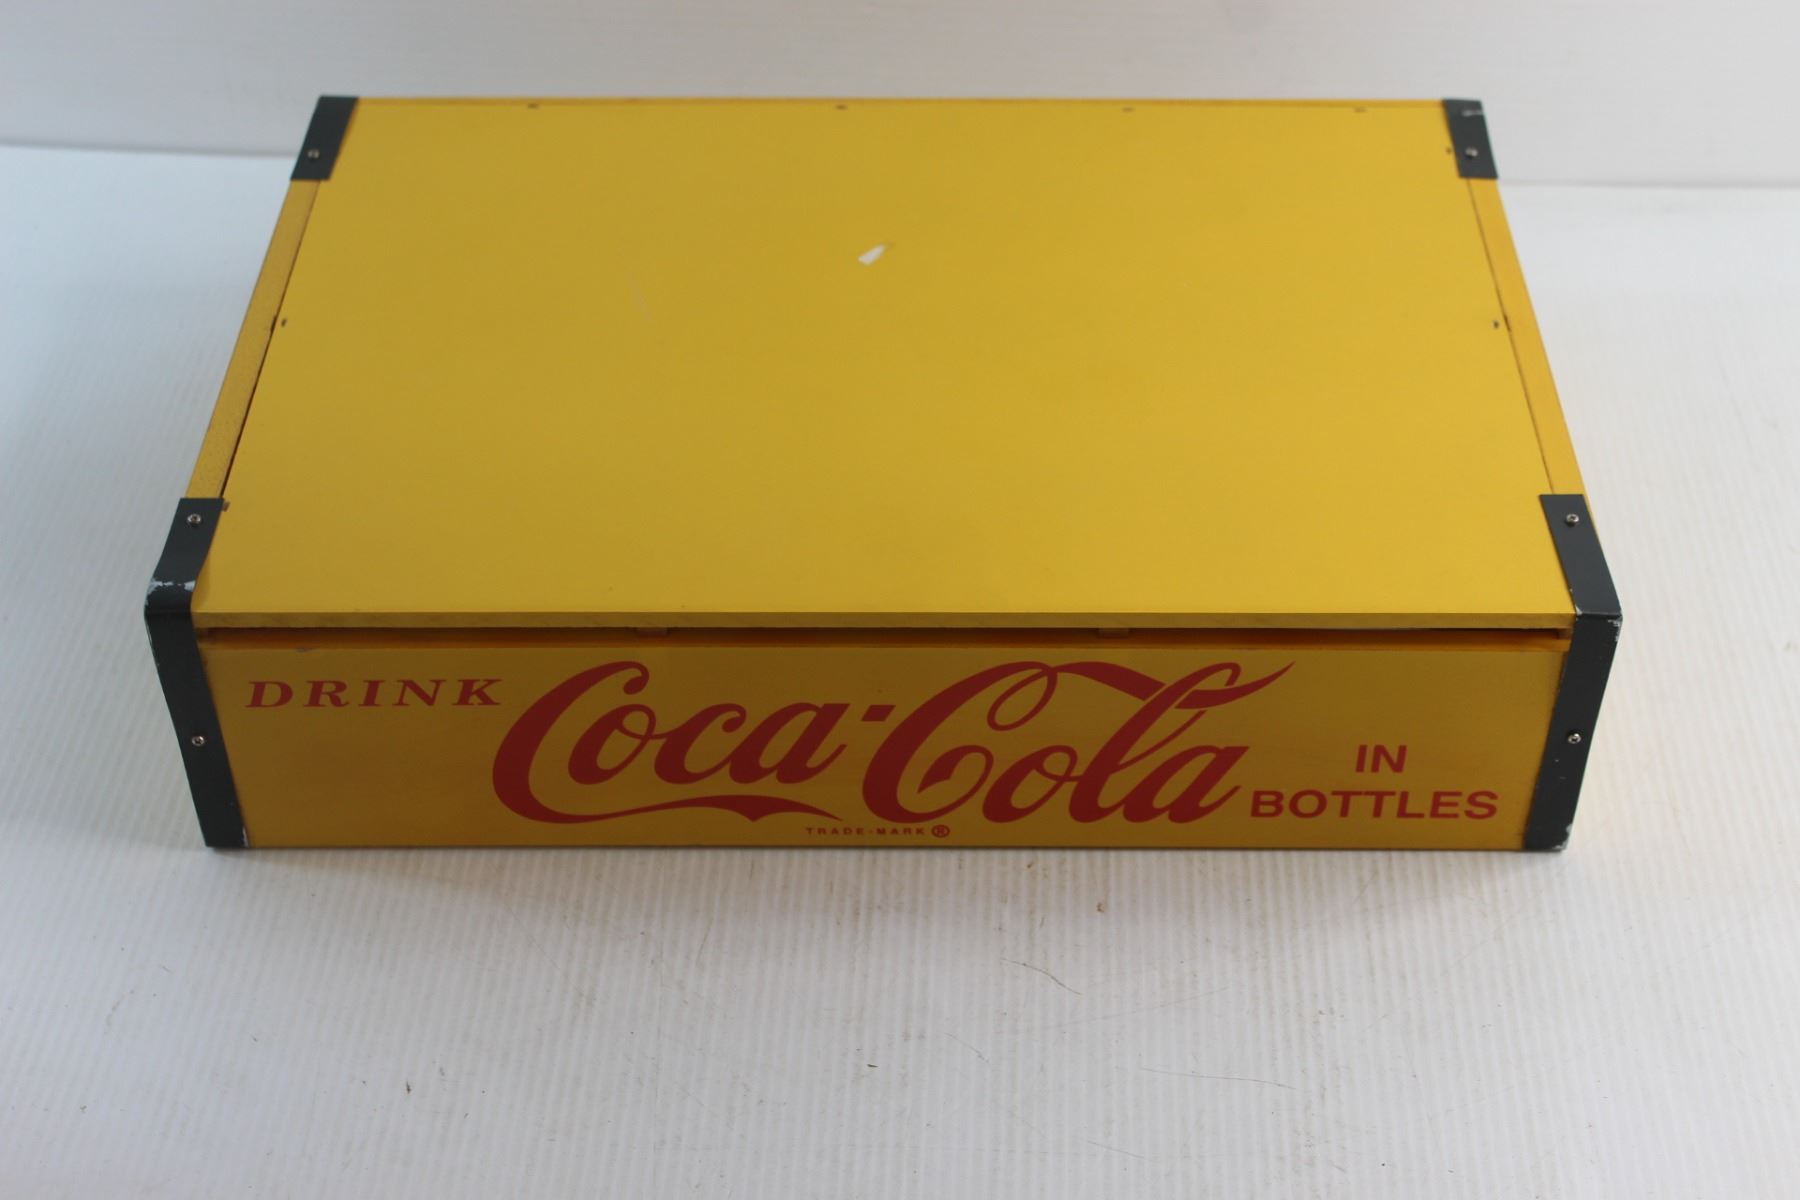 DRINK Coca-Cola IN
BOTTLES
TRADE-MARK ®